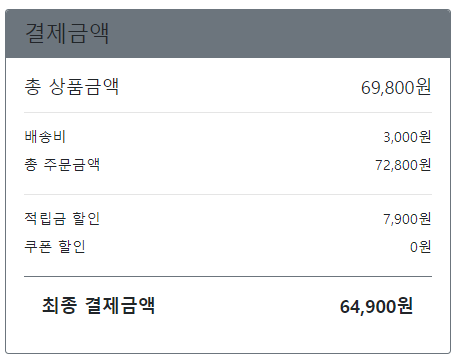 결제금액
총 상품금액 69,800원
배송비 3,000원
총 주문금액 72,800원
적립금 할인 7,900원
쿠폰 할인 0원
최종 결제금액 64,900원